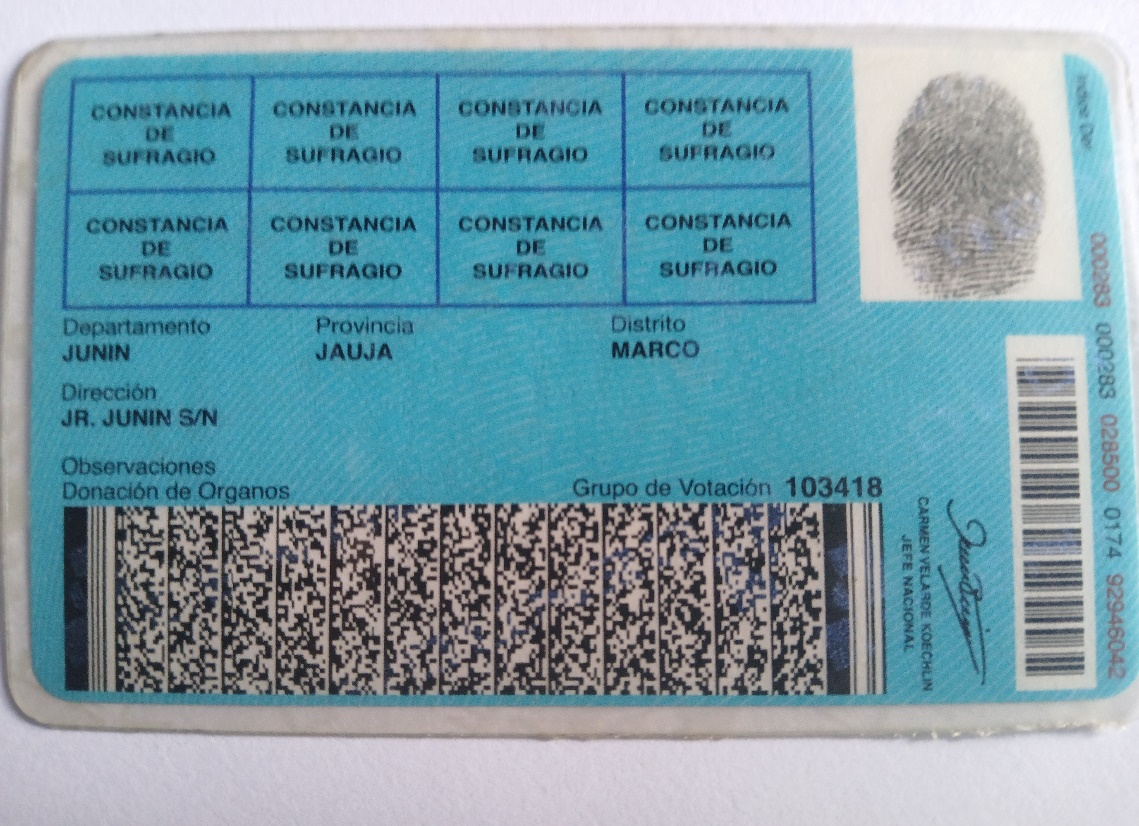 CONSTANCIA DE SUFRAGIO
CONSTANCIA DE SUFRAGIO
CONSTANCIA DE SUFRAGIO
CONSTANCIA DE SUFRAGIO
CONSTANCIA DE SUFRAGIO
CONSTANCIA DE SUFRAGIO
CONSTANCIA DE SUFRAGIO
CONSTANCIA DE SUFRAGIO
Departamento Provincia Distrito
JUNIN JAUJA MARCO
Dirección
JR. JUNIN S/N
Observaciones
Donación de Organos Grupo de Votación 103418
CARMEN VELARDE KOECHLIN
JEFE NACIONAL
Indice Der.
000283 000283 028500 0174 92946042